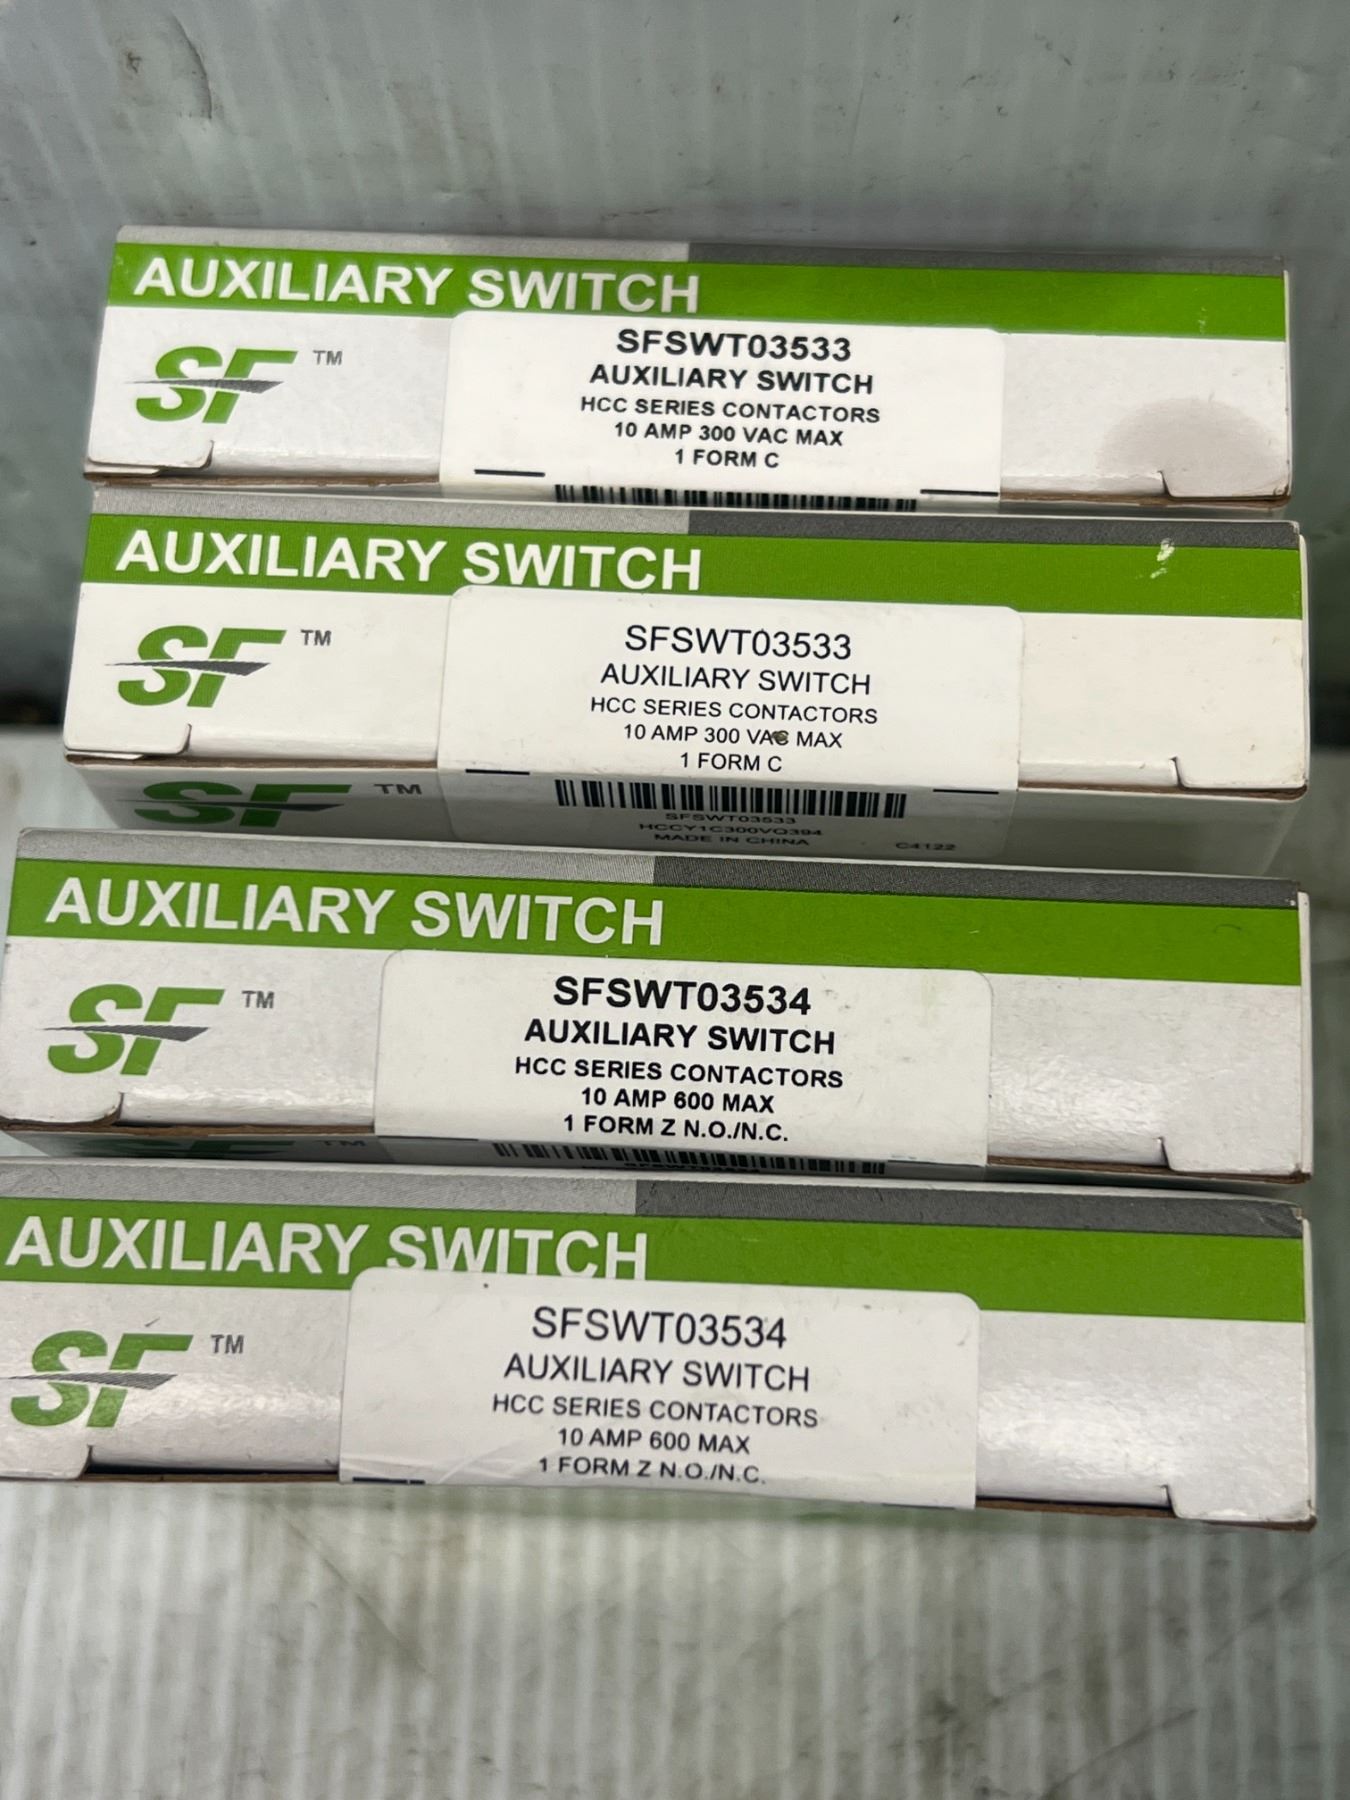 AUXILIARY SWITCH
SF™
SFSWT03533
AUXILIARY SWITCH
HCC SERIES CONTACTORS
10 AMP 300 VAC MAX
1 FORM C
AUXILIARY SWITCH
SF™
SFSWT03533
AUXILIARY SWITCH
HCC SERIES CONTACTORS
10 AMP 300 VAC MAX
1 FORM C
SF™
SFSWT03533
HCCY1C300VQ394
MADE IN CHINA
C4122
AUXILIARY SWITCH
SF™
SFSWT03534
AUXILIARY SWITCH
HCC SERIES CONTACTORS
10 AMP 600 MAX
1 FORM Z N.O./N.C.
SF™
SFSWT03534
AUXILIARY SWITCH
SF™
SFSWT03534
AUXILIARY SWITCH
HCC SERIES CONTACTORS
10 AMP 600 MAX
1 FORM Z N.O./N.C.